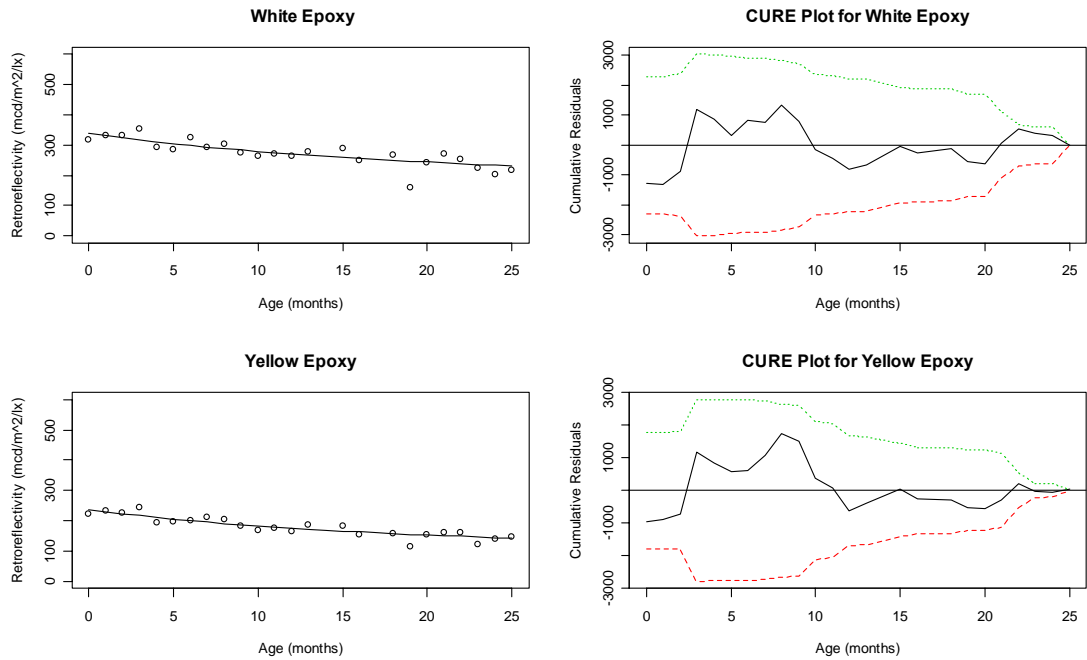 White Epoxy
Retroreflectivity (mcd/m^2/lx)
500
300
100
0
0 5 10 15 20 25
Age (months)
CURE Plot for White Epoxy
Cumulative Residuals
3000
1000
-1000
-3000
0 5 10 15 20 25
Age (months)
Yellow Epoxy
Retroreflectivity (mcd/m^2/lx)
500
300
100
0
0 5 10 15 20 25
Age (months)
CURE Plot for Yellow Epoxy
Cumulative Residuals
3000
1000
-1000
-3000
0 5 10 15 20 25
Age (months)